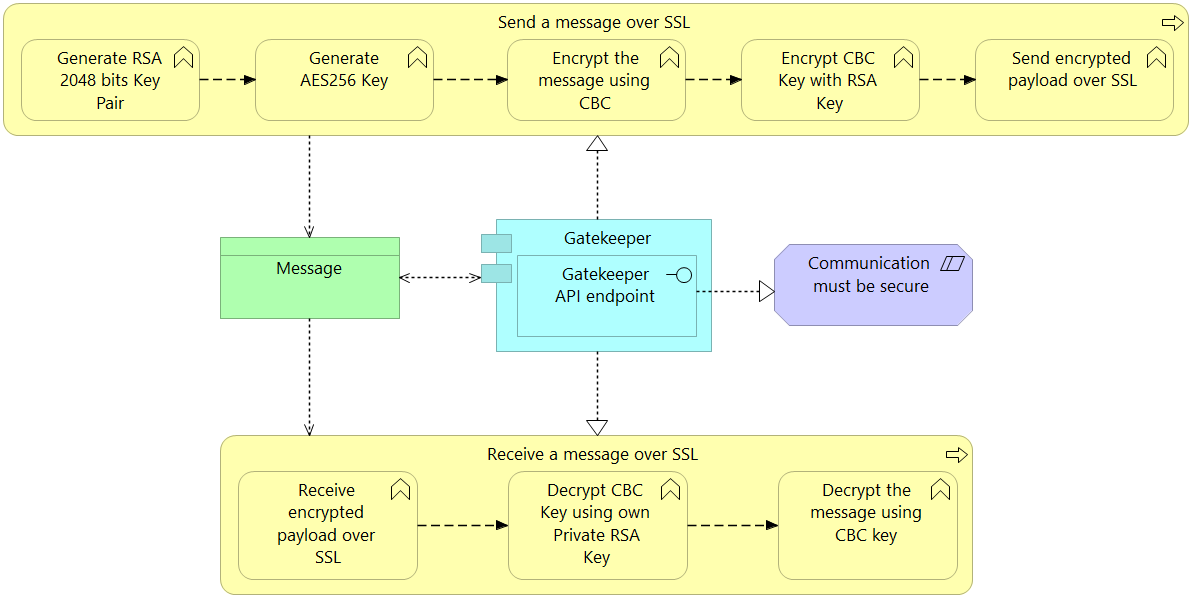 Send a message over SSL
Generate RSA
2048 bits Key
Pair
Generate
AES256 Key
Encrypt the
message using
CBC
Encrypt CBC
Key with RSA
Key
Send encrypted
payload over SSL
Message
Gatekeeper
Gatekeeper
API endpoint
Communication
must be secure
Receive a message over SSL
Receive
encrypted
payload over
SSL
Decrypt CBC
Key using own
Private RSA
Key
Decrypt the
message using
CBC key